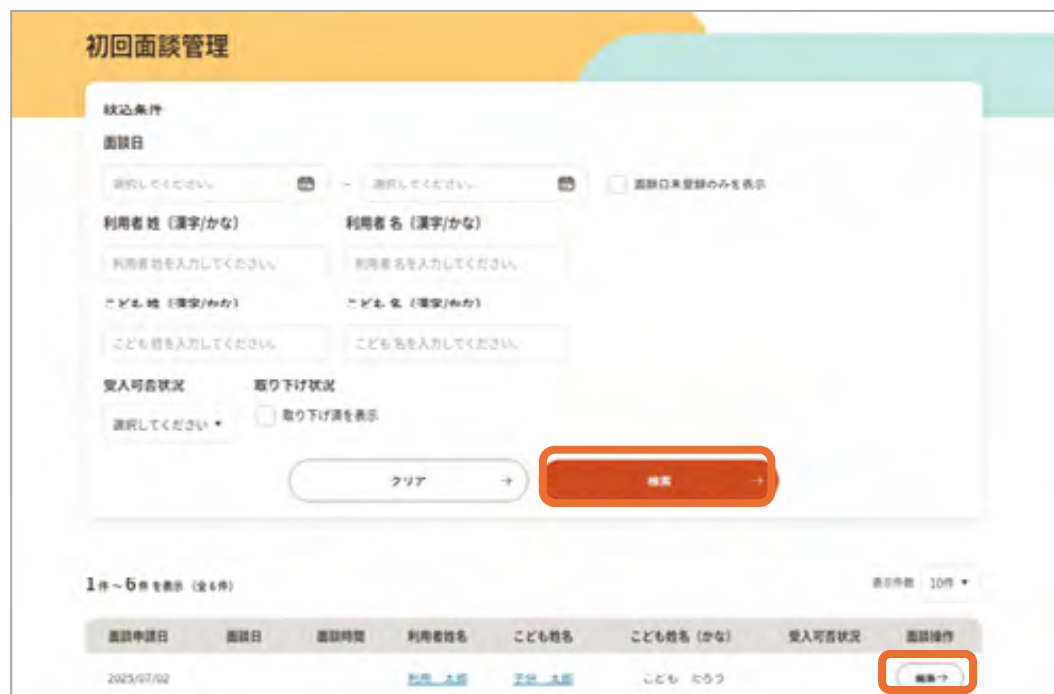 初回面談管理
絞込条件
面談日
選択してください。 ~ 選択してください。 面談日未登録のみを表示
利用者 姓（漢字/かな） 利用者 名（漢字/かな）
利用者 姓を入力してください。 利用者 名を入力してください。
こども 姓（漢字/かな） こども 名（漢字/かな）
こども 姓を入力してください。 こども 名を入力してください。
受入可否状況 取り下げ状況
選択してください 取り下げ済を表示
クリア → 検索 →
1件～6件を表示（全6件） 表示件数 10件
面談申請日 面談日 面談時間 利用者姓名 こども姓名 こども姓名（かな） 受入可否状況 面談操作
2025/07/02 利用 太郎 太郎 こども たろう 編集→